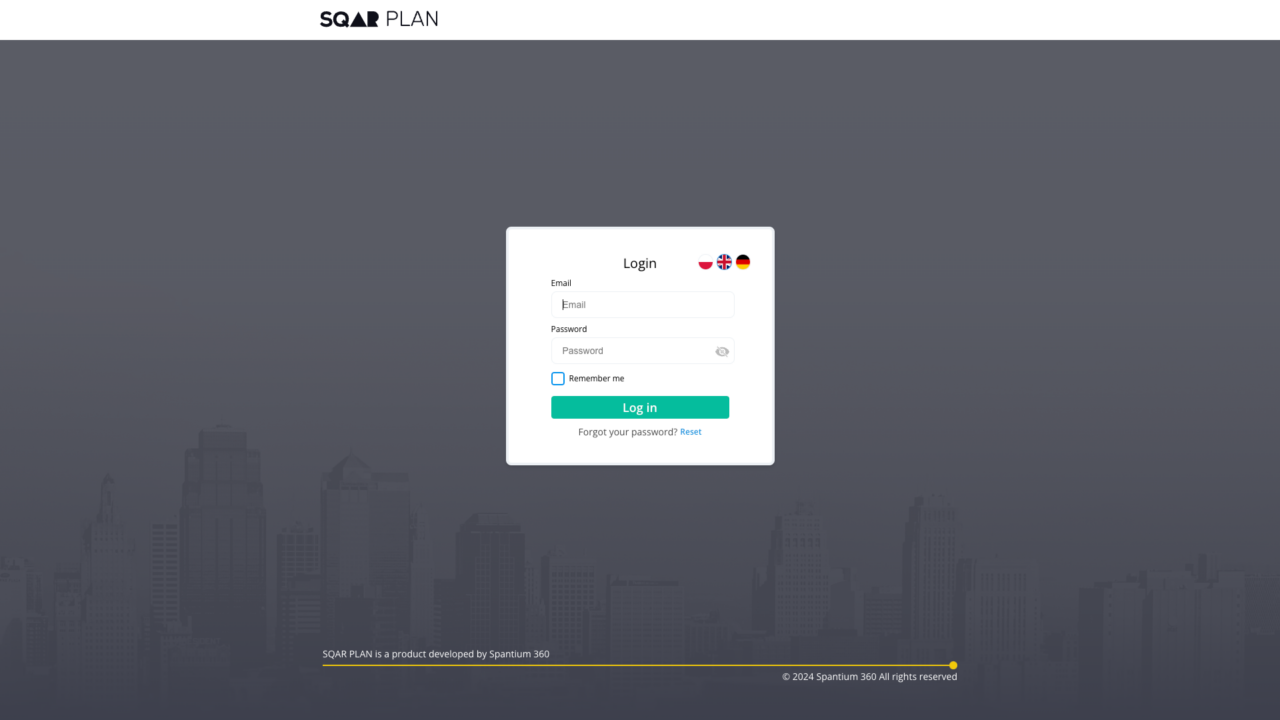 SQAR PLAN
Login
Email
Email
Password
Password
Remember me
Log in
Forgot your password? Reset
SQAR PLAN is a product developed by Spantium 360
© 2024 Spantium 360 All rights reserved